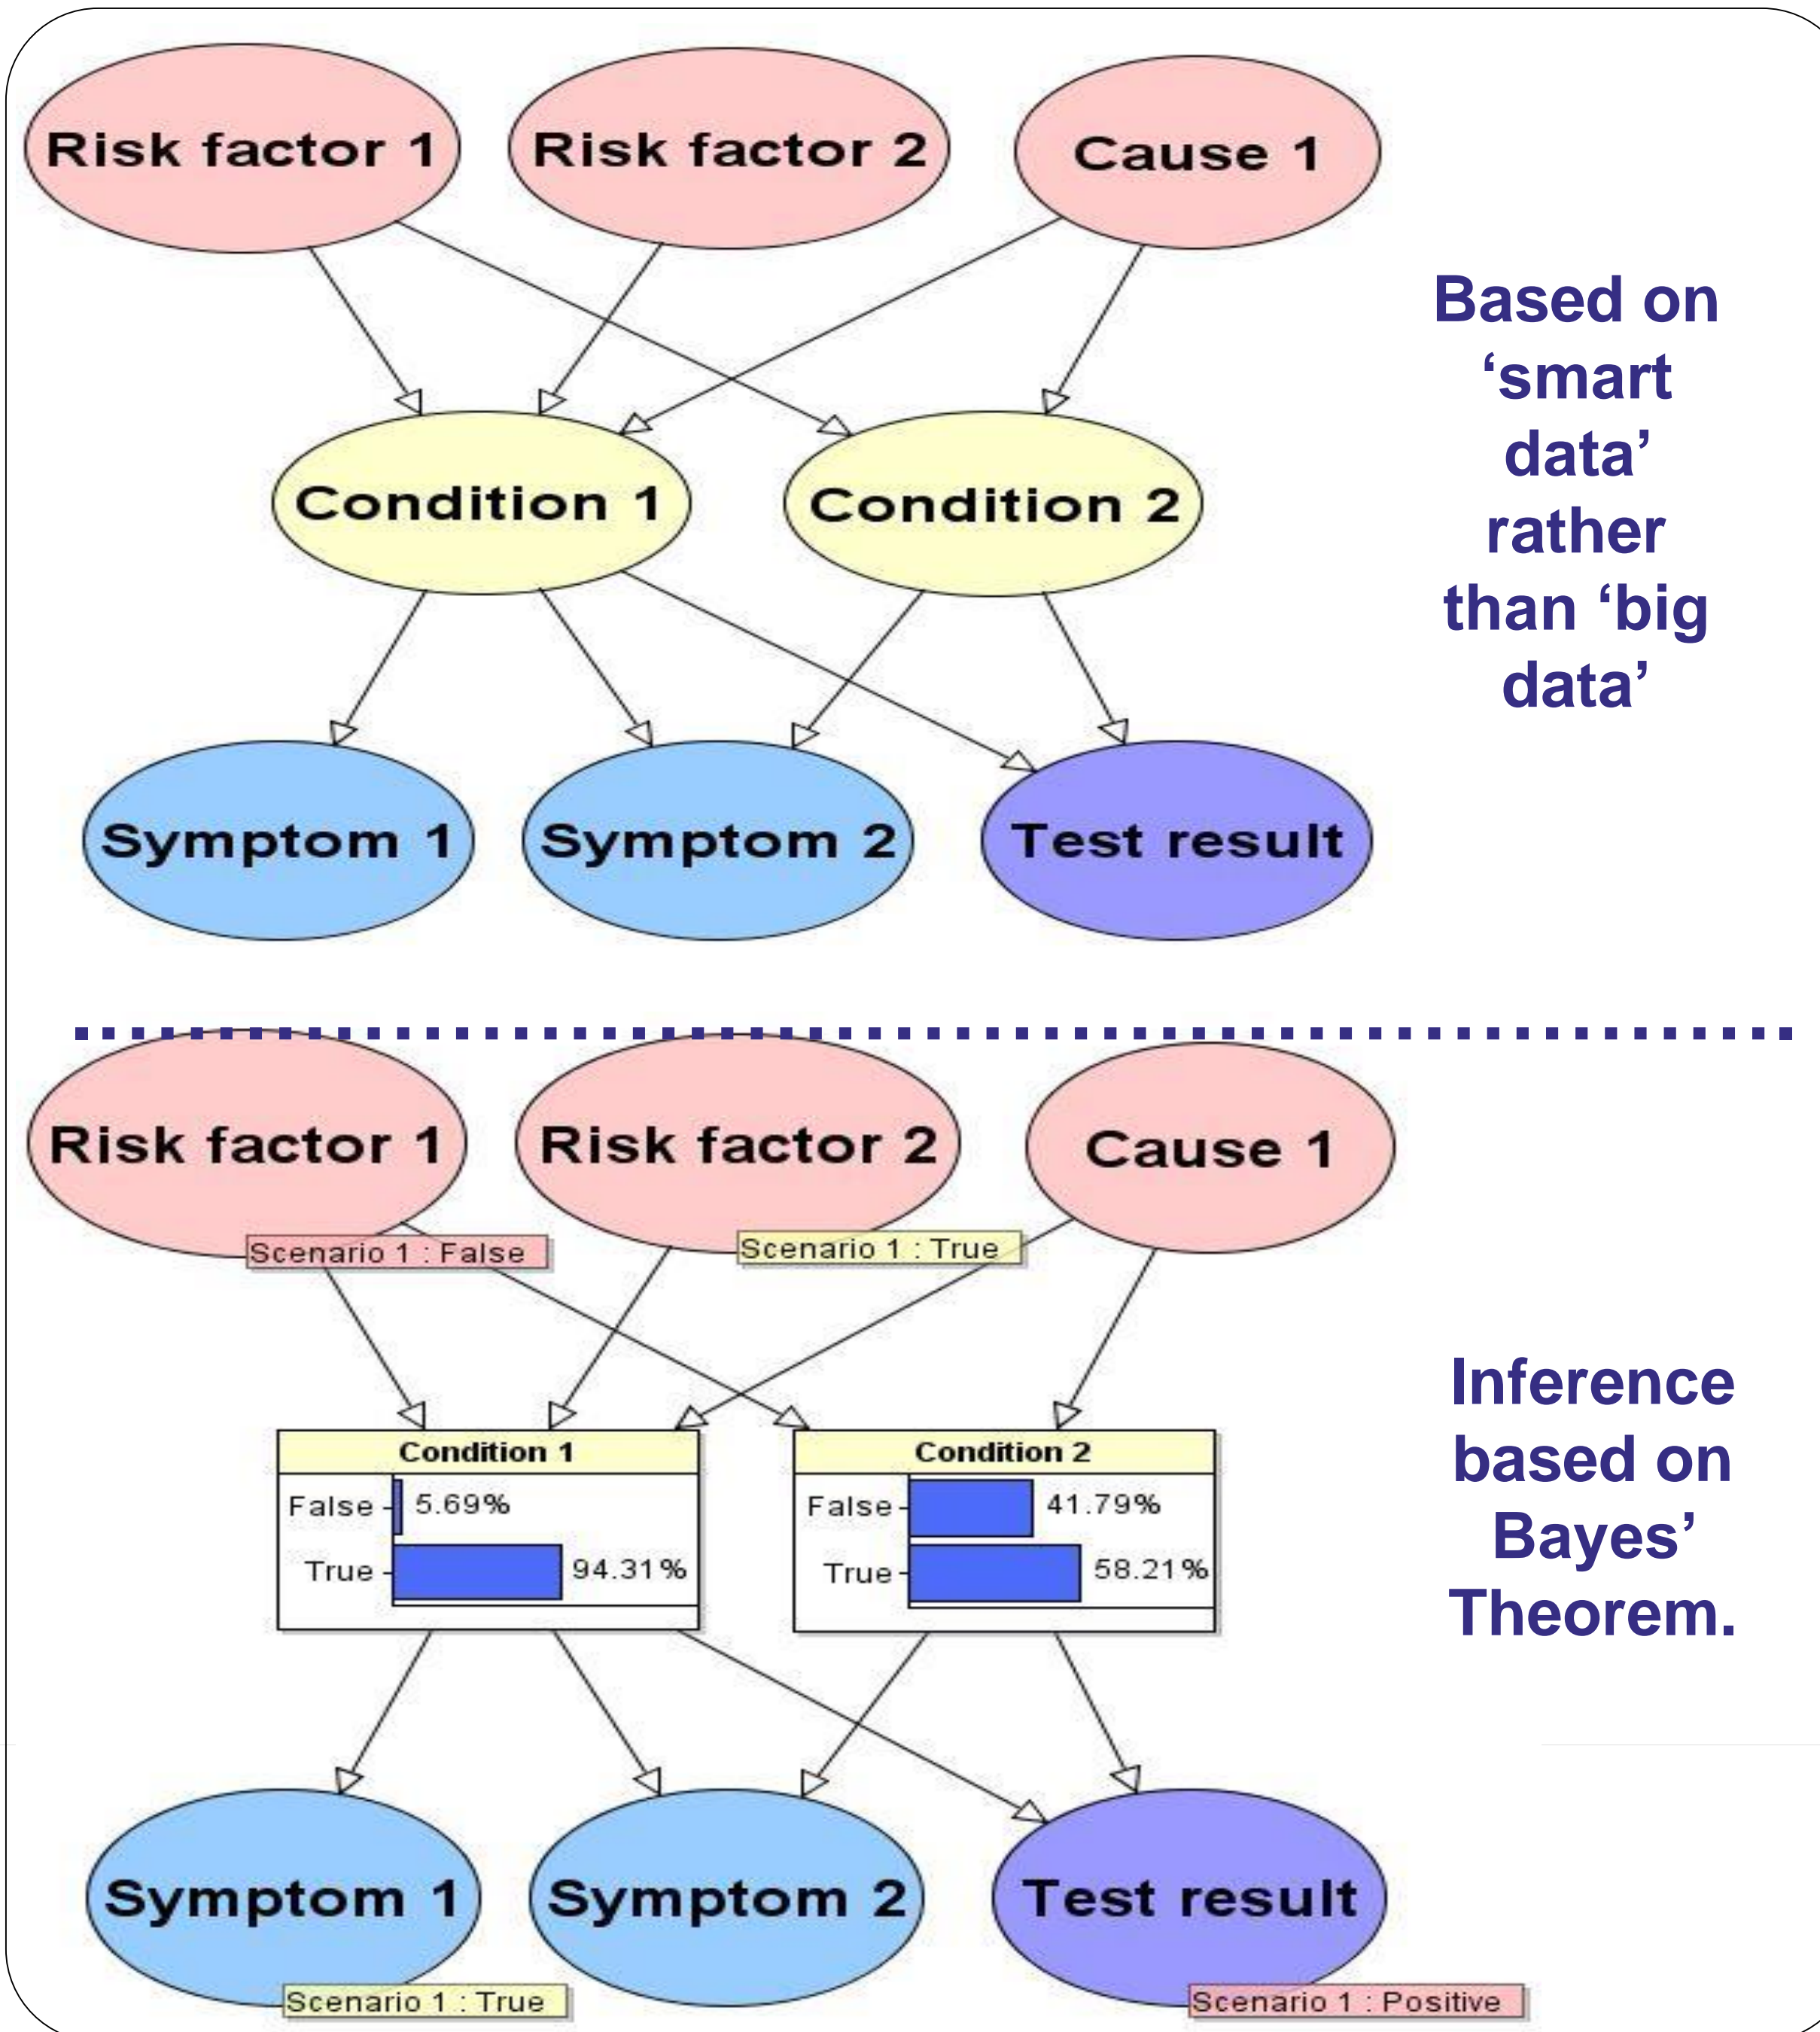 Risk factor 1
Risk factor 2
Cause 1
Based on
‘smart
data’
rather
than ‘big
data’
Condition 1
Condition 2
Symptom 1
Symptom 2
Test result
Risk factor 1
Risk factor 2
Cause 1
Scenario 1 : False
Scenario 1 : True
Condition 1
False
5.69%
True
94.31%
Condition 2
False
41.79%
True
58.21%
Inference
based on
Bayes’
Theorem.
Symptom 1
Symptom 2
Test result
Scenario 1 : True
Scenario 1 : Positive